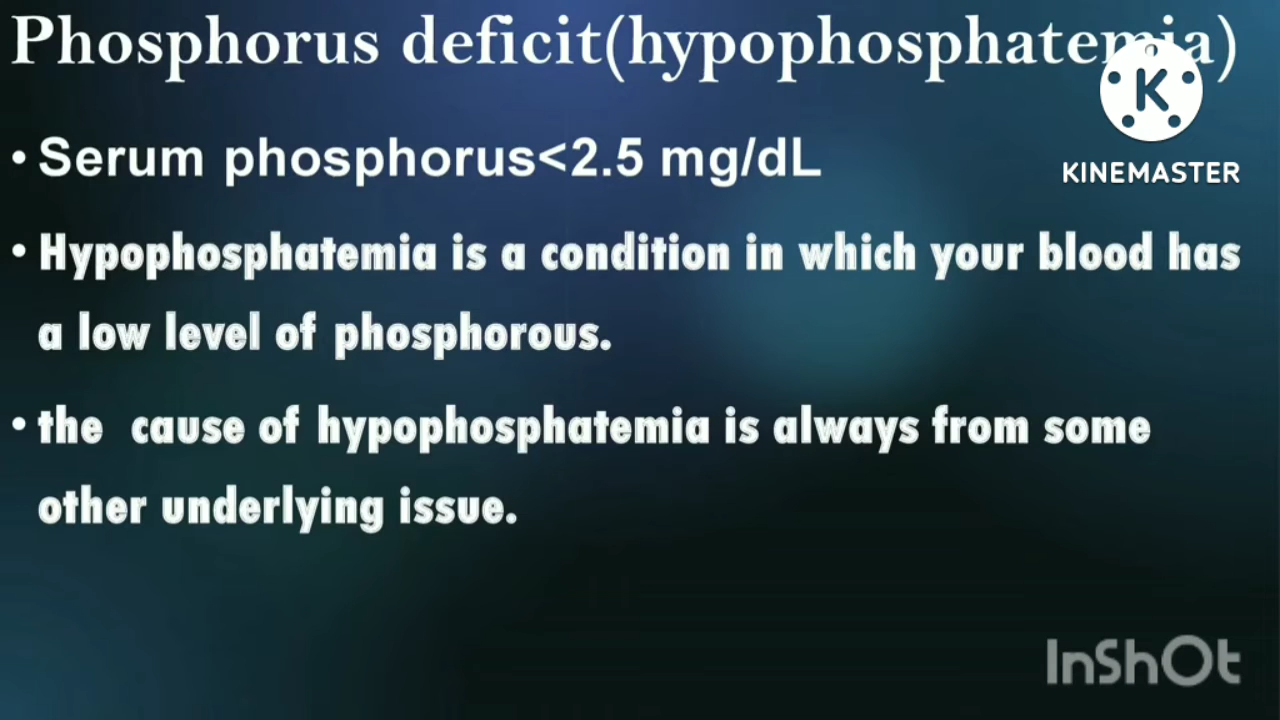 Phosphorus deficit(hypophosphatemia)
K
KINEMASTER
• Serum phosphorus<2.5 mg/dL
• Hypophosphatemia is a condition in which your blood has
a low level of phosphorous.
• the cause of hypophosphatemia is always from some
other underlying issue.
InShOt